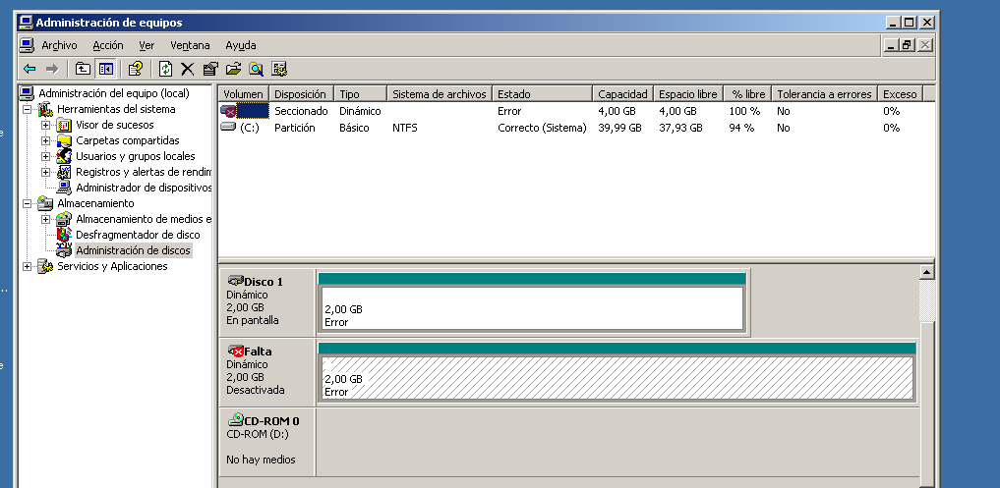 Administración de equipos
Archivo Acción Ver Ventana Ayuda
Administración del equipo (local)
Herramientas del sistema
Visor de sucesos
Carpetas compartidas
Usuarios y grupos locales
Registros y alertas de rendim
Administrador de dispositivos
Almacenamiento
Almacenamiento de medios e
Desfragmentador de disco
Administración de discos
Servicios y Aplicaciones
Volumen Disposición Tipo Sistema de archivos Estado Capacidad Espacio libre % libre Tolerancia a errores Exceso
Seccionado Dinámico Error 4,00 GB 4,00 GB 100 % No 0%
(C:) Partición Básico NTFS Correcto (Sistema) 39,99 GB 37,93 GB 94 % No 0%
Disco 1
Dinámico
2,00 GB
En pantalla
2,00 GB
Error
Falta
Dinámico
2,00 GB
Desactivada
2,00 GB
Error
CD-ROM 0
CD-ROM (D:)
No hay medios